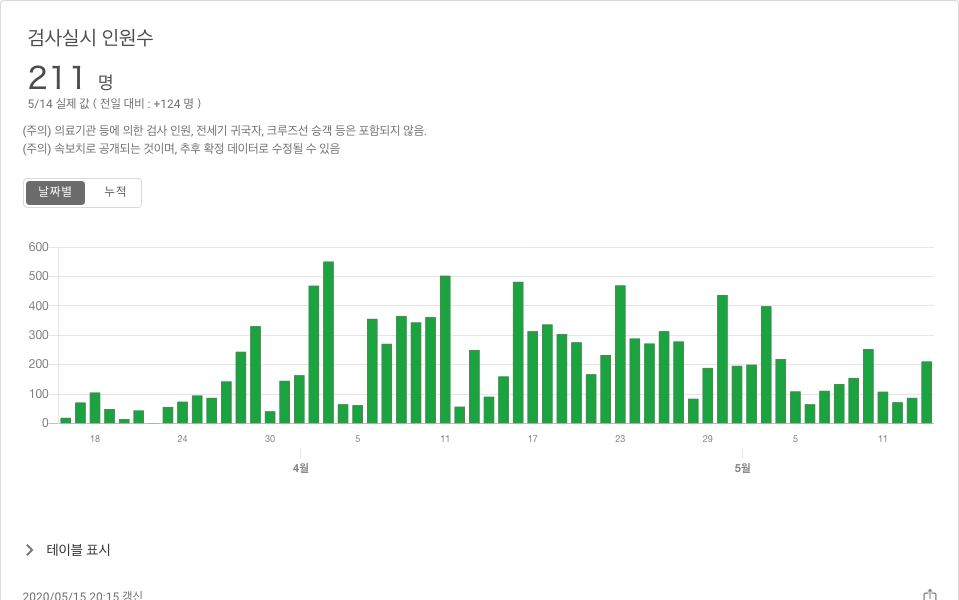 검사실시 인원수
211 명
5/14 실제 값 ( 전일 대비 : +124 명 )
(주의) 의료기관 등에 의한 검사 인원, 전세기 귀국자, 크루즈선 승객 등은 포함되지 않음.
(주의) 속보치로 공개되는 것이며, 추후 확정 데이터로 수정될 수 있음
날짜별 누적
600
500
400
300
200
100
0
18 24 30 5 11 17 23 29 5 11
4월 5월
테이블 표시
2020/05/15 20:15 갱신